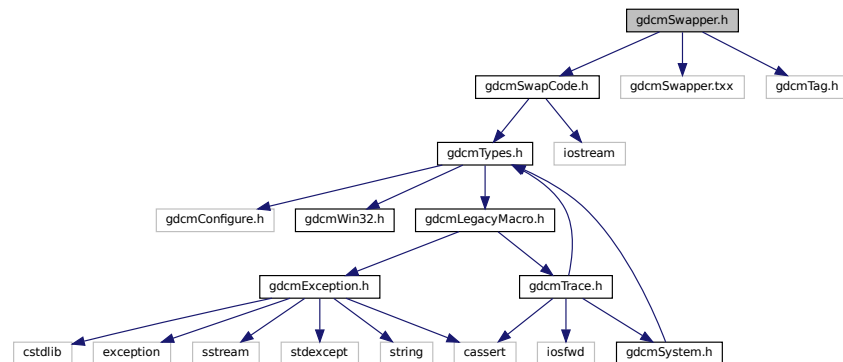 gdcmSwapper.h
gdcmSwapCode.h
gdcmSwapper.txx
gdcmTag.h
gdcmTypes.h
iostream
gdcmConfigure.h
gdcmWin32.h
gdcmLegacyMacro.h
gdcmException.h
gdcmTrace.h
cstdlib
exception
sstream
stdexcept
string
cassert
iosfwd
gdcmSystem.h